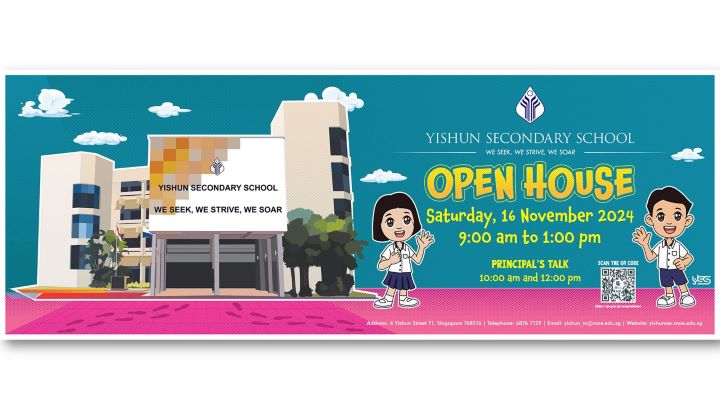 YISHUN SECONDARY SCHOOL
WE SEEK, WE STRIVE, WE SOAR
YISHUN SECONDARY SCHOOL
WE SEEK, WE STRIVE, WE SOAR
OPEN HOUSE
Saturday, 16 November 2024
9:00 am to 1:00 pm
PRINCIPAL'S TALK
10:00 am and 12:00 pm
SCAN THE QR CODE
Address: 4 Yishun Street 71, Singapore 768516 | Telephone: 6876 7129 | Email: yishun_ss@moe.edu.sg | Website: yishunsec.moe.edu.sg